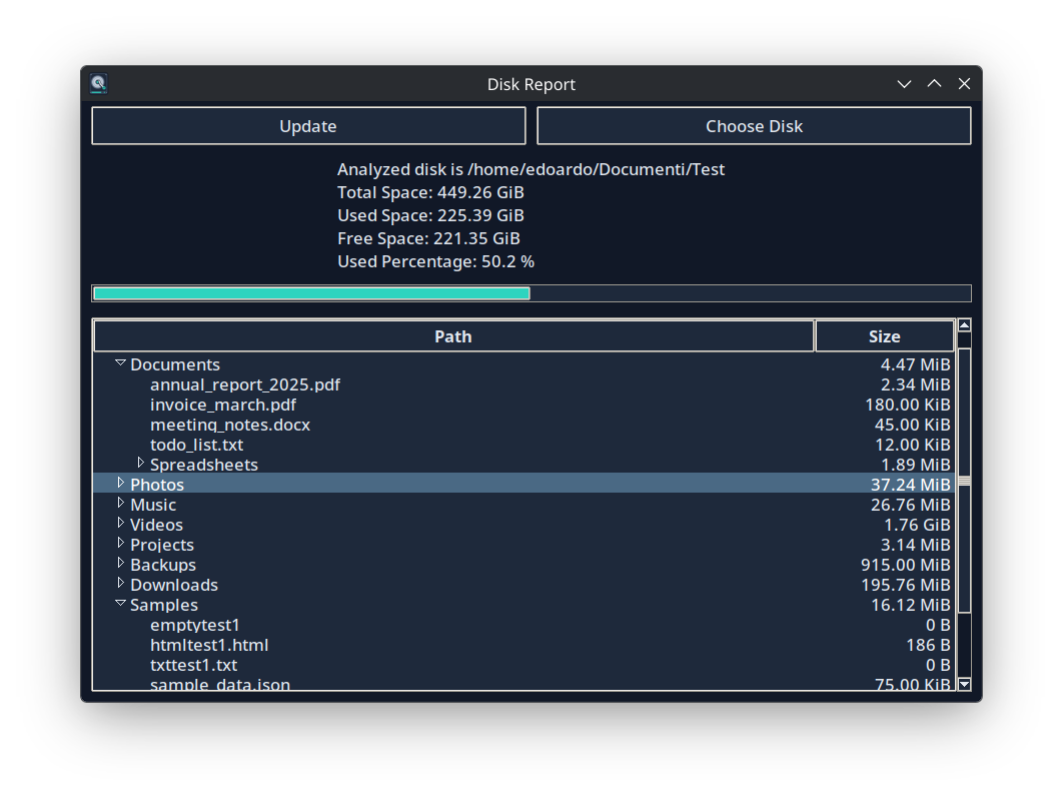 Disk Report
Update Choose Disk
Analyzed disk is /home/edoardo/Documenti/Test
Total Space: 449.26 GiB
Used Space: 225.39 GiB
Free Space: 221.35 GiB
Used Percentage: 50.2 %
Path Size
Documents 4.47 MiB
annual_report_2025.pdf 2.34 MiB
invoice_march.pdf 180.00 KiB
meeting_notes.docx 45.00 KiB
todo_list.txt 12.00 KiB
Spreadsheets 1.89 MiB
Photos 37.24 MiB
Music 26.76 MiB
Videos 1.76 GiB
Projects 3.14 MiB
Backups 915.00 MiB
Downloads 195.76 MiB
Samples 16.12 MiB
emptytest1 0 B
htmltest1.html 186 B
txttest1.txt 0 B
sample_data.json 75.00 KiB